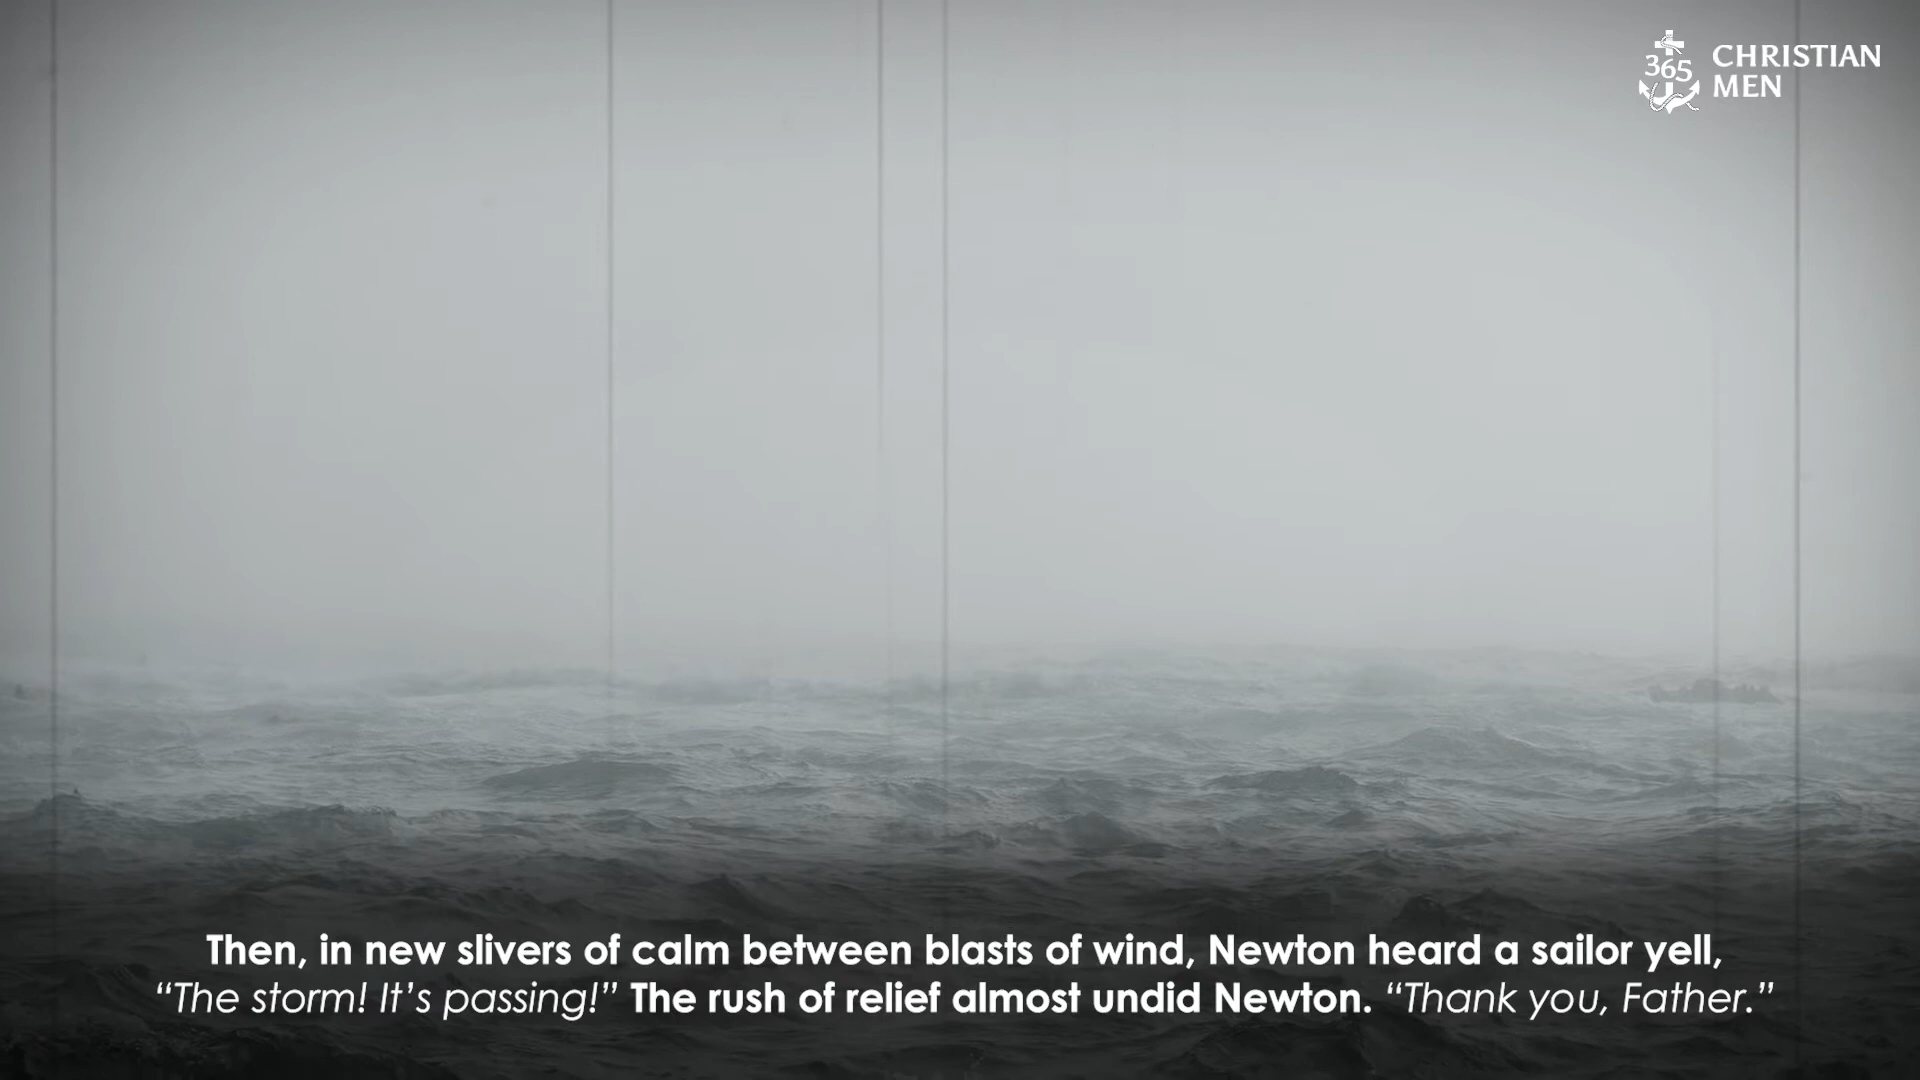 365
CHRISTIAN
MEN
Then, in new slivers of calm between blasts of wind, Newton heard a sailor yell,
“The storm! It’s passing!” The rush of relief almost undid Newton. “Thank you, Father.”